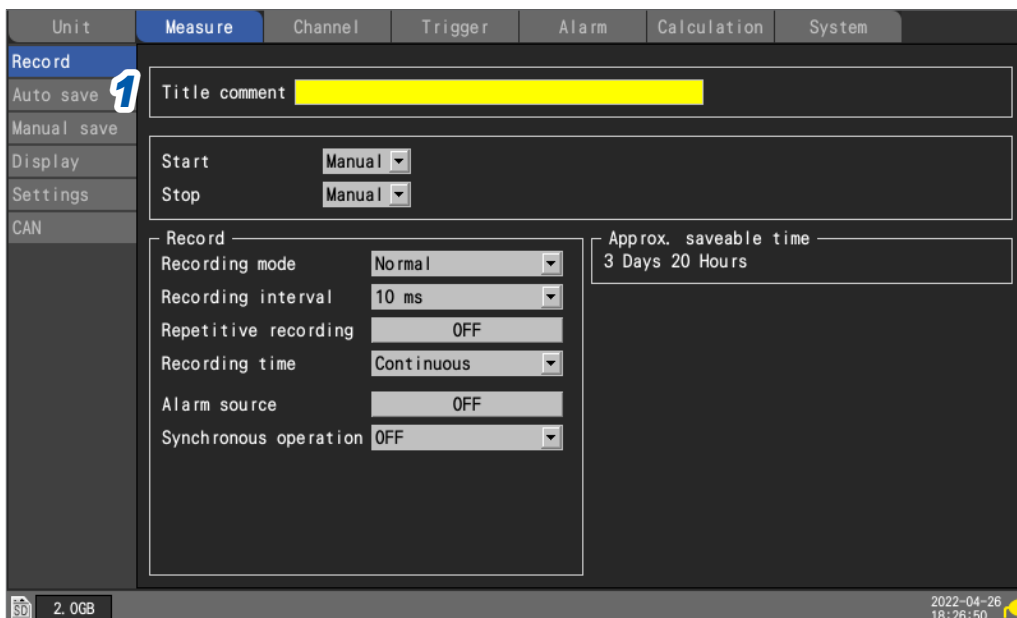 Unit Measure Channel Trigger Alarm Calculation System
Record
Auto save 1
Manual save
Display
Settings
CAN
Title comment
Start Manual
Stop Manual
Record
Recording mode Normal
Recording interval 10 ms
Repetitive recording OFF
Recording time Continuous
Alarm source OFF
Synchronous operation OFF
Approx. saveable time
3 Days 20 Hours
SD 2.0GB
2022-04-26
18:26:50